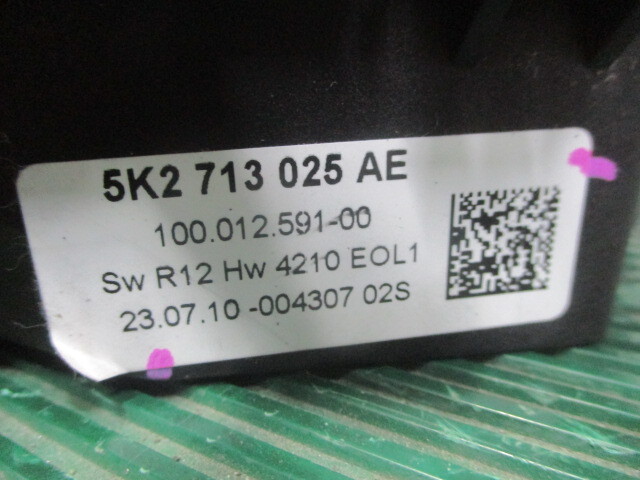 5K2 713 025 AE
100.012.591-00
Sw R12 Hw 4210 EOL1
23.07.10 -004307 02S